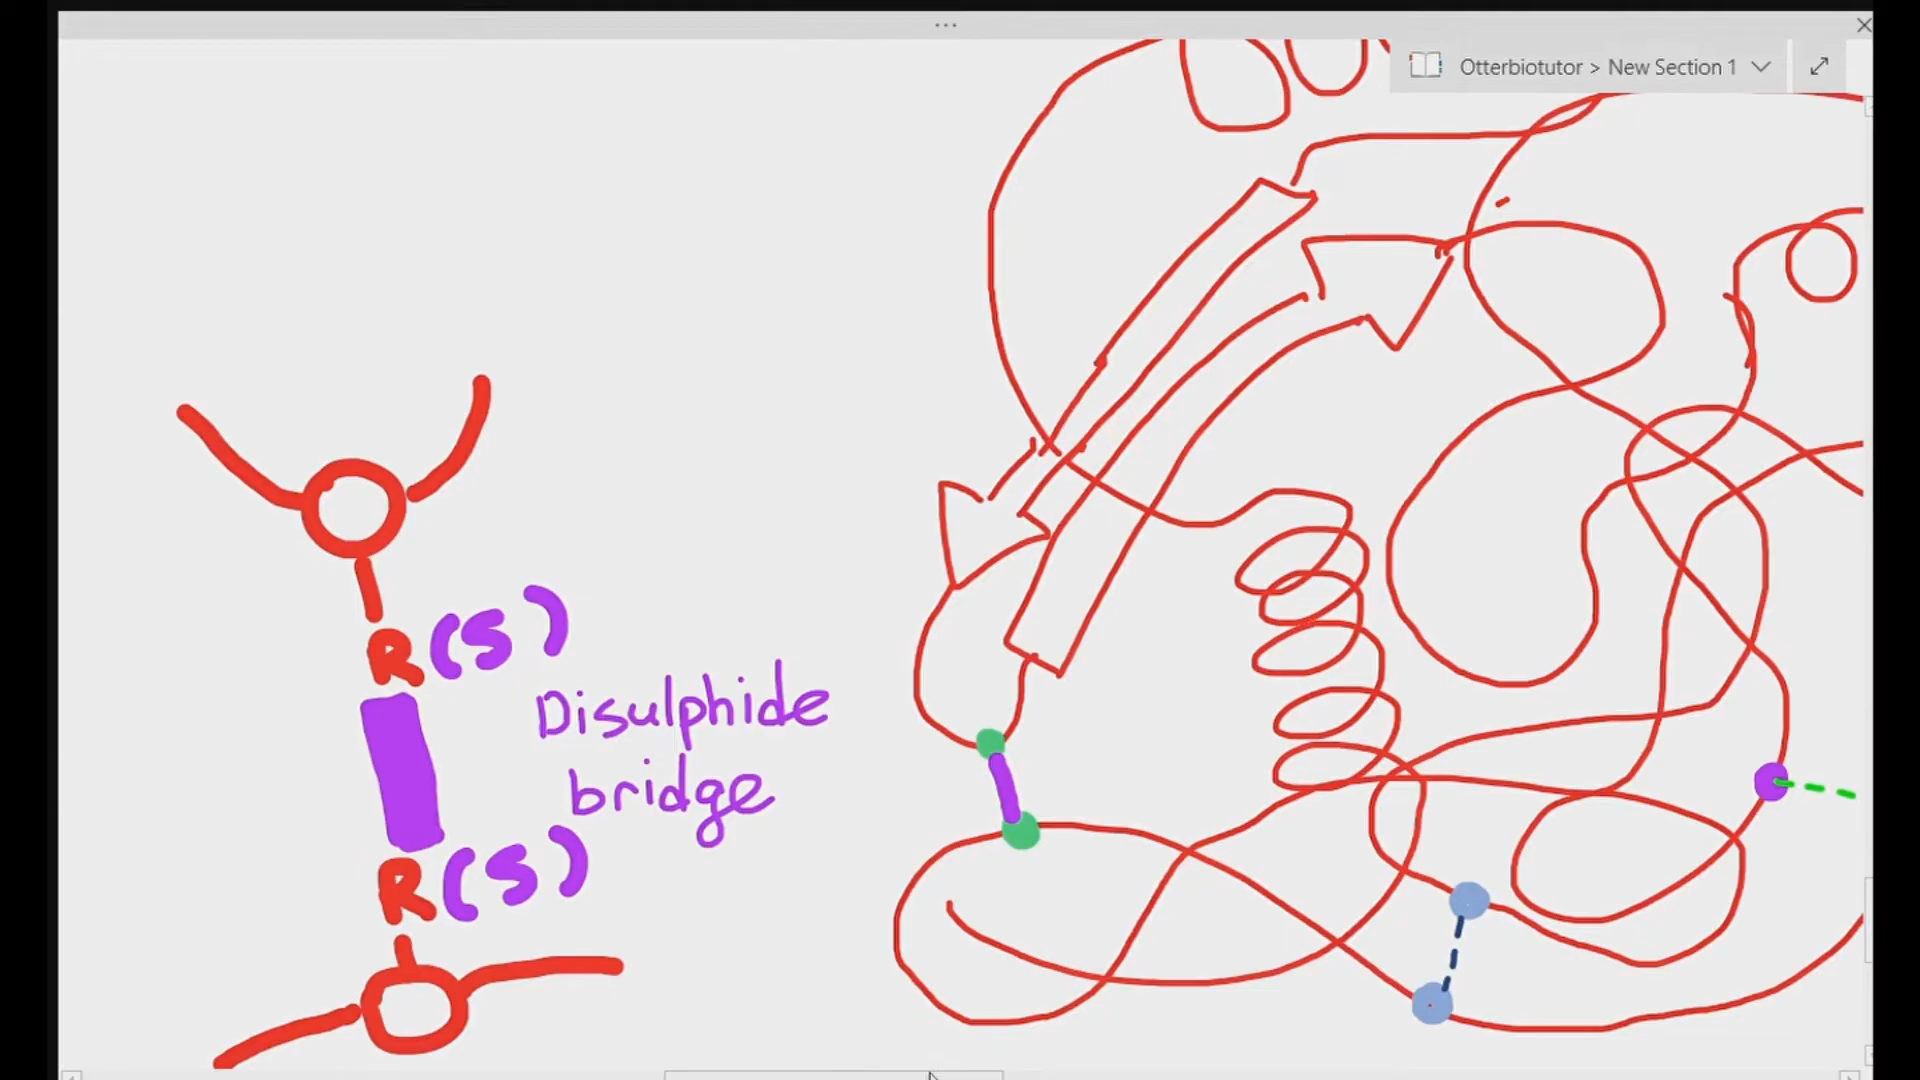 Otterbiotutor > New Section 1
R(S)
Disulphide
bridge
R(S)